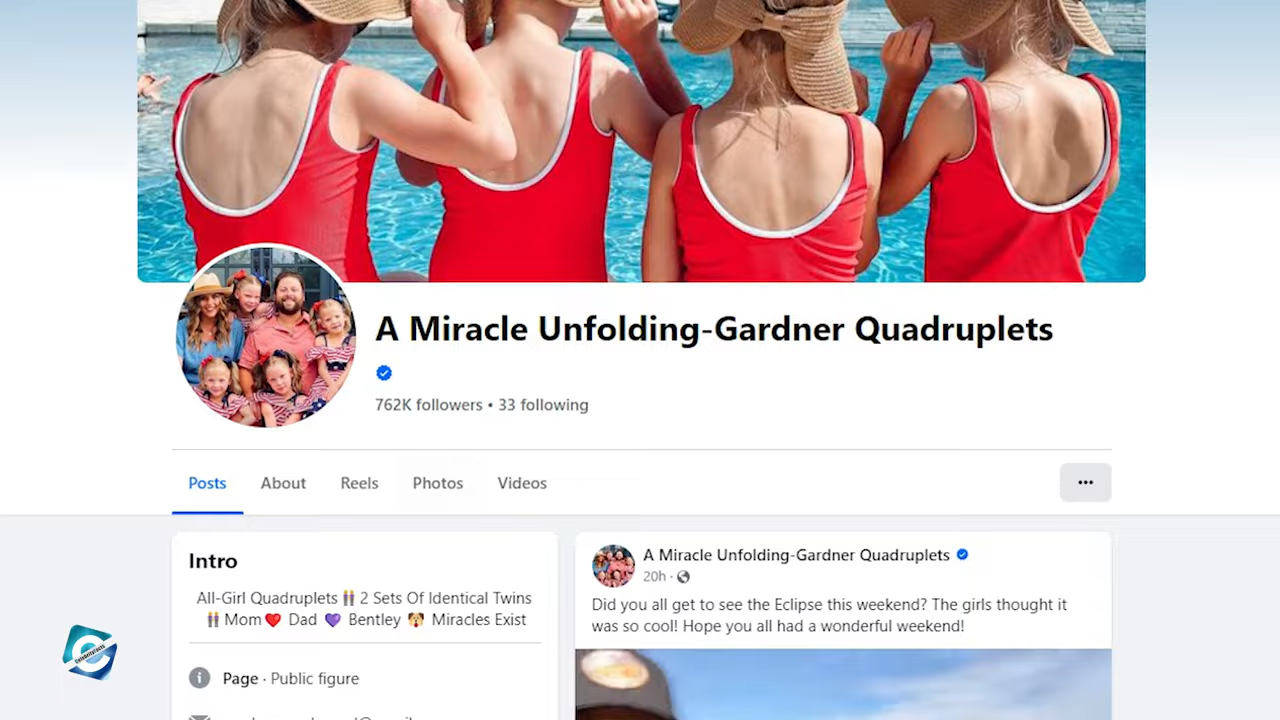 A Miracle Unfolding-Gardner Quadruplets
762K followers • 33 following
Posts About Reels Photos Videos
Intro
All-Girl Quadruplets 👭 2 Sets Of Identical Twins
👭 Mom❤️ Dad 💜 Bentley 🐶 Miracles Exist
Page · Public figure
A Miracle Unfolding-Gardner Quadruplets
20h ·
Did you all get to see the Eclipse this weekend? The girls thought it
was so cool! Hope you all had a wonderful weekend!